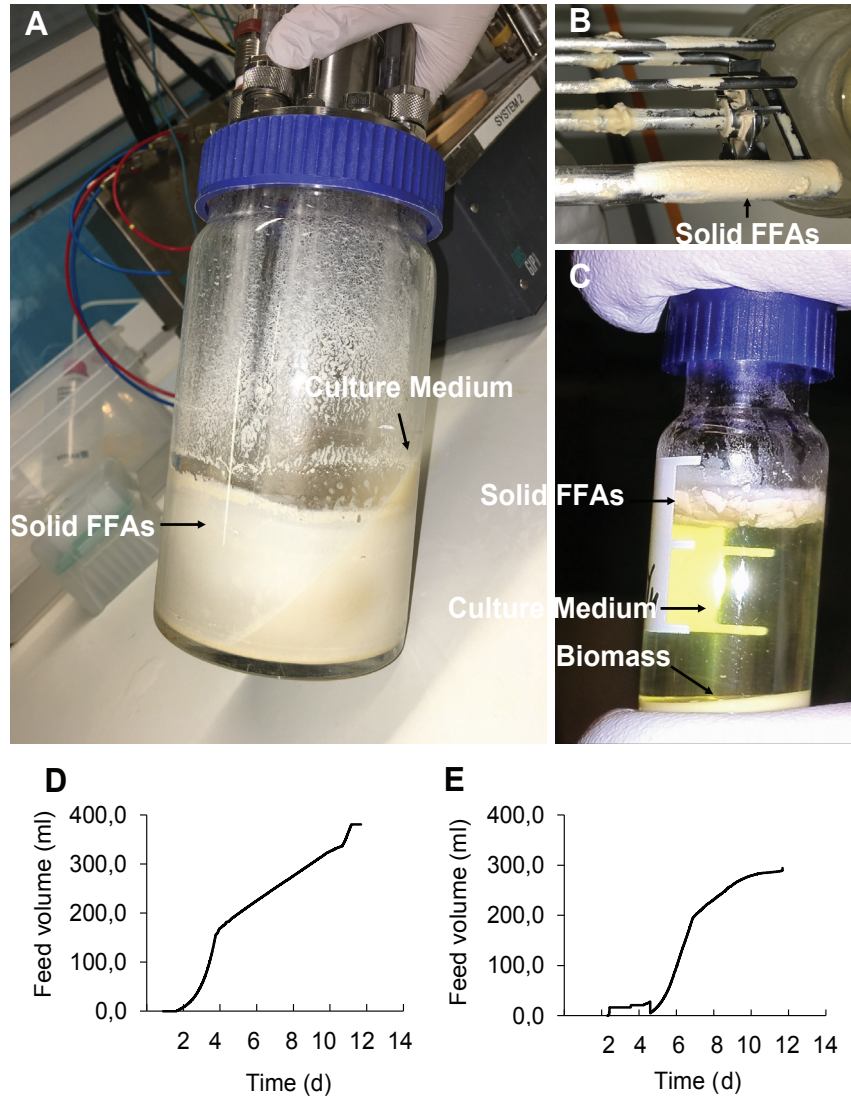 A
SYSTEM 2
GIPJ
Culture Medium
Solid FFAs
B
Solid FFAs
C
Solid FFAs
Culture Medium
Biomass
D
Feed volume (ml)
400,0
300,0
200,0
100,0
0,0
2 4 6 8 10 12 14
Time (d)
E
Feed volume (ml)
400,0
300,0
200,0
100,0
0,0
2 4 6 8 10 12 14
Time (d)